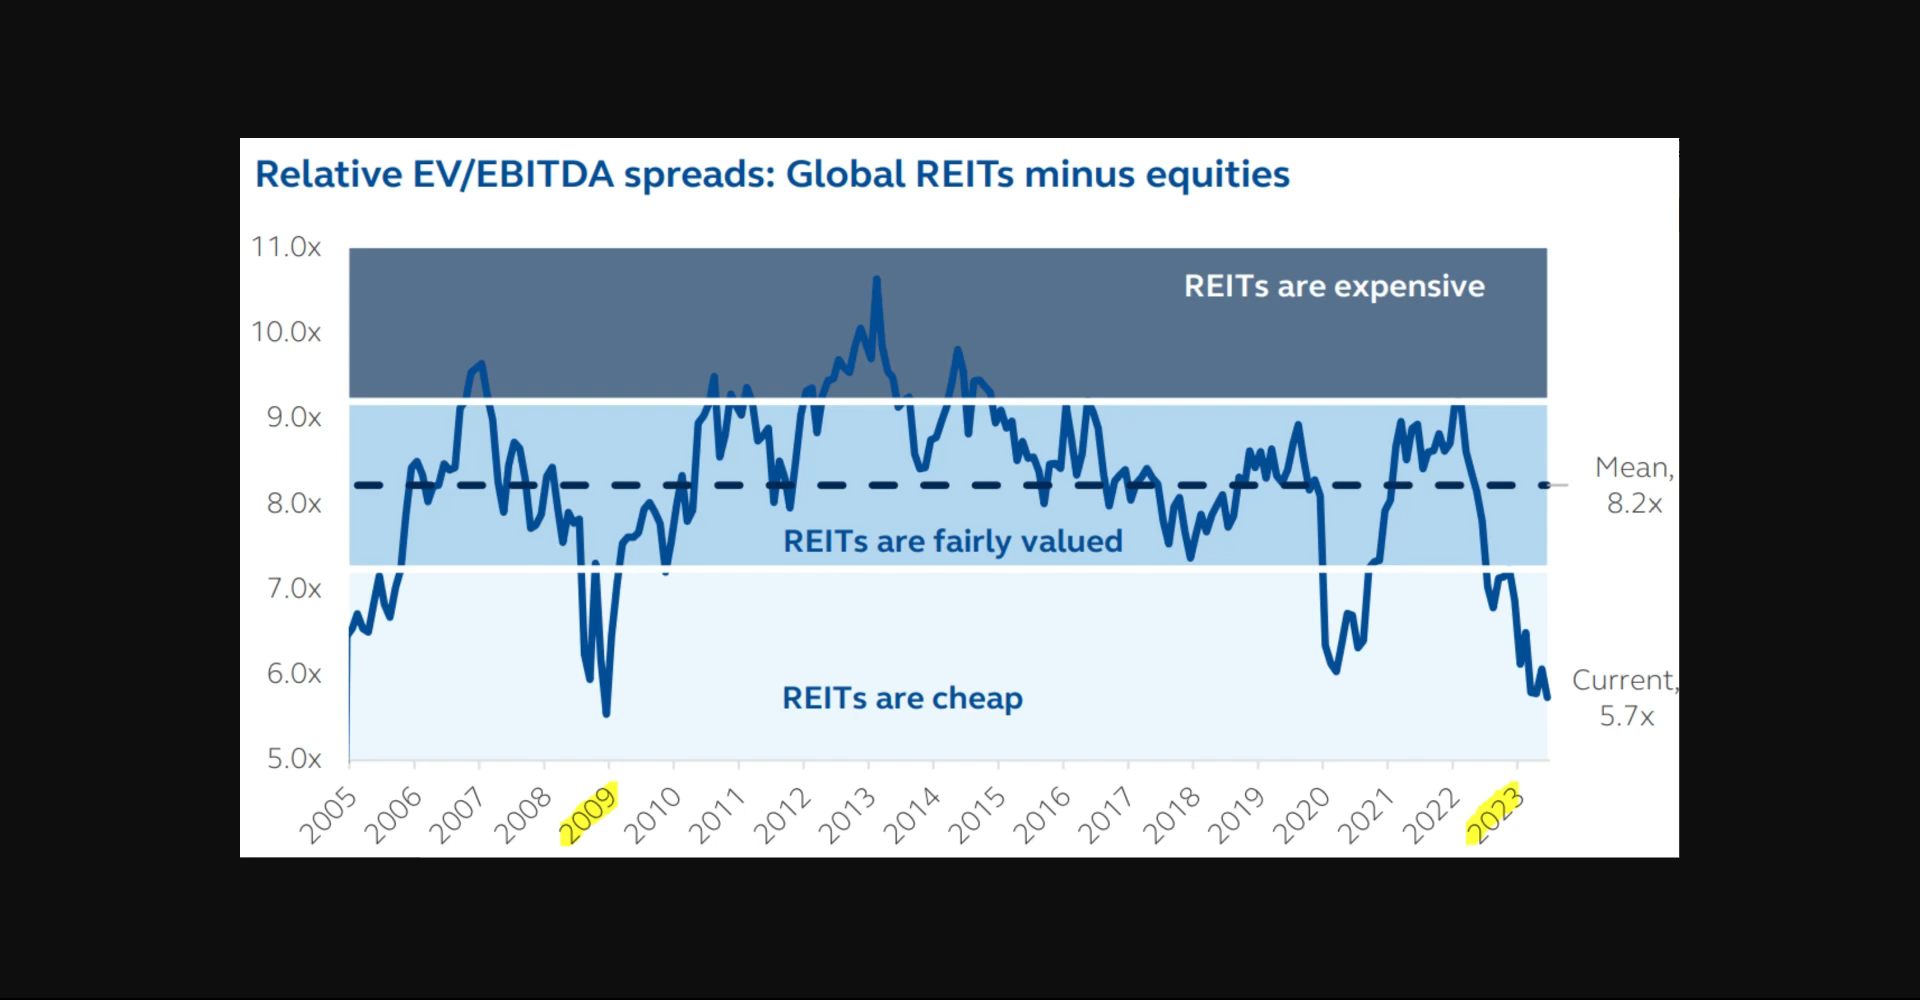 Relative EV/EBITDA spreads: Global REITs minus equities
11.0x
10.0x
9.0x
8.0x
7.0x
6.0x
5.0x
REITs are expensive
REITs are fairly valued
REITs are cheap
Mean,
8.2x
Current,
5.7x
2005
2006
2007
2008
2009
2010
2011
2012
2013
2014
2015
2016
2017
2018
2019
2020
2021
2022
2023